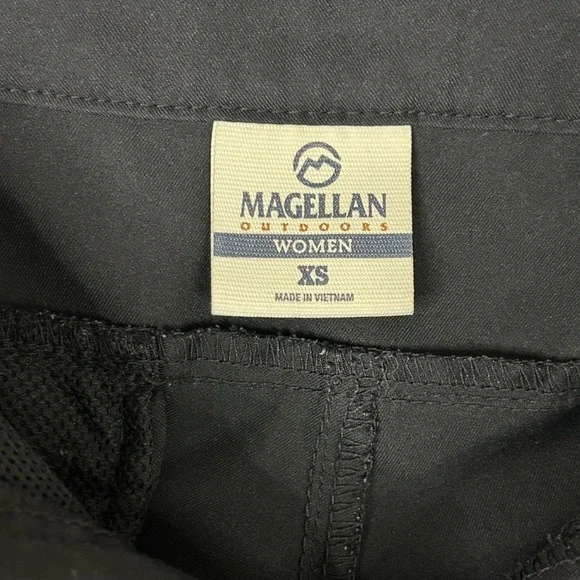 MAGELLAN
OUTDOORS
WOMEN
XS
MADE IN VIETNAM